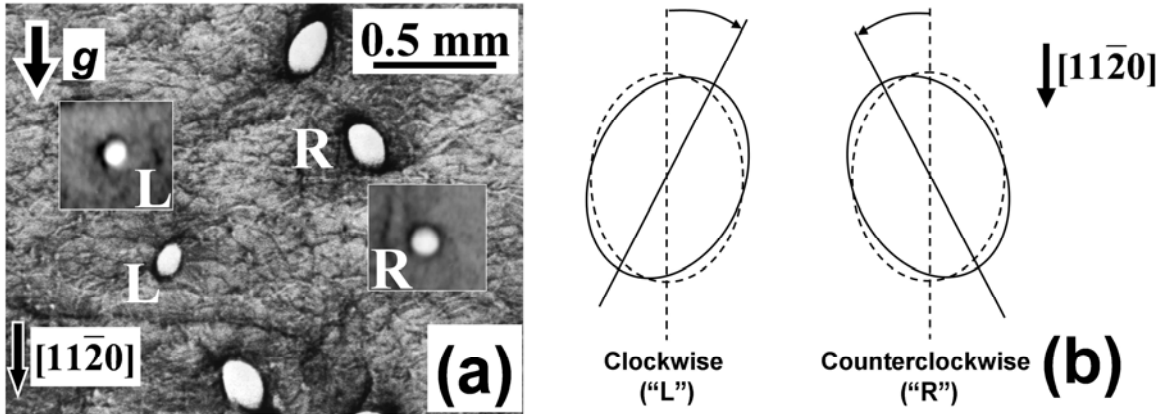 g
0.5 mm
L
R
R
L
[112̅0]
(a)
[112̅0]
Clockwise
("L")
Counterclockwise
("R")
(b)